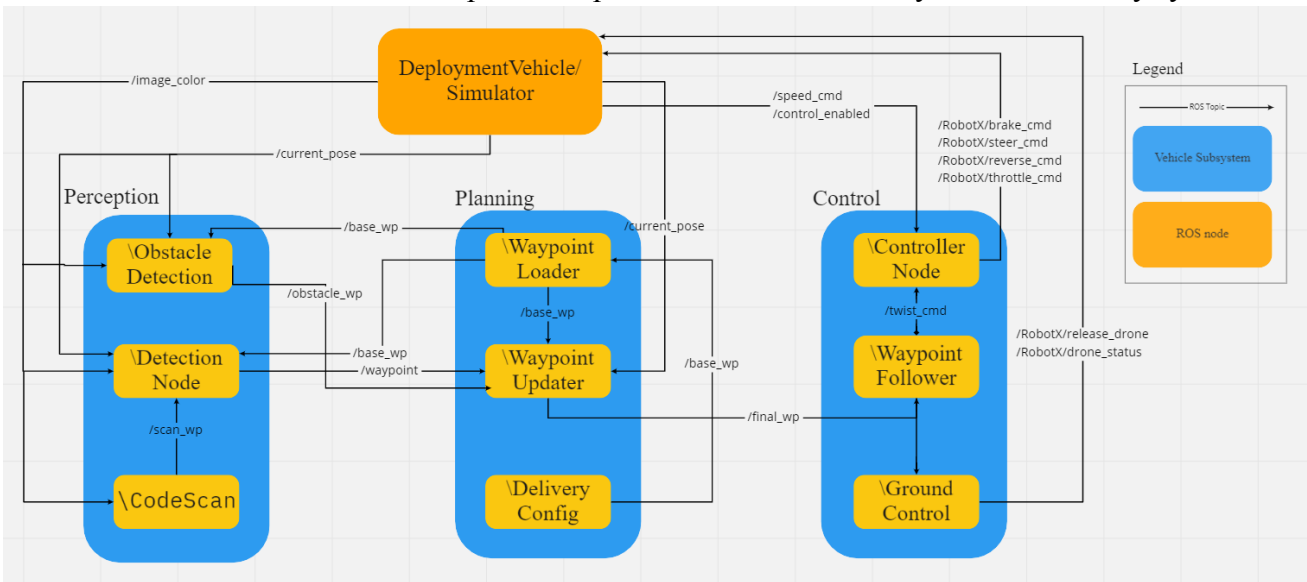 DeploymentVehicle/
Simulator
/image_color
/current_pose
/speed_cmd
/control_enabled
/RobotX/brake_cmd
/RobotX/steer_cmd
/RobotX/reverse_cmd
/RobotX/throttle_cmd
Legend
ROS Topic
Vehicle Subsystem
ROS node
Perception
\Obstacle
Detection
\Detection
Node
/scan_wp
\CodeScan
/base_wp
/obstacle_wp
/base_wp
/waypoint
Planning
/current_pose
\Waypoint
Loader
/base_wp
\Waypoint
Updater
/base_wp
\Delivery
Config
/final_wp
Control
\Controller
Node
/twist_cmd
\Waypoint
Follower
\Ground
Control
/RobotX/release_drone
/RobotX/drone_status